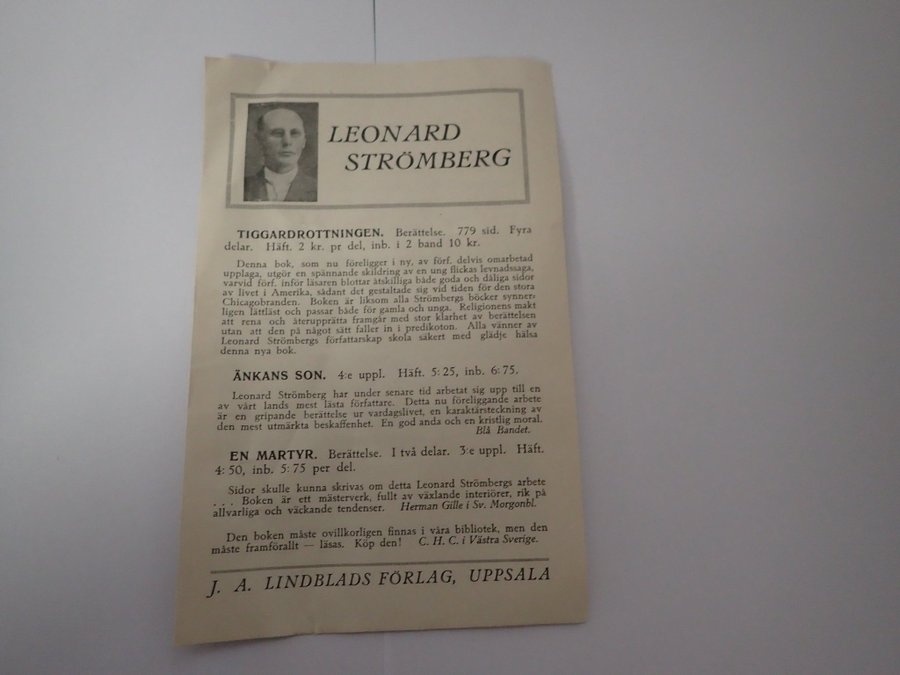 LEONARD
STRÖMBERG
TIGGARDROTTNINGEN. Berättelse. 779 sid. Fyra
delar. Häft. 2 kr. pr del, inb. i 2 band 10 kr.
Denna bok, som nu föreligger i ny, av förf. delvis omarbetad
upplaga, utgör en spännande skildring av en ung flickas levnadssaga,
varvid förf. inför läsaren blottar åtskilliga både goda och dåliga sidor
av livet i Amerika, sådant det gestaltade sig vid tiden för den stora
Chicagobranden. Boken är liksom alla Strömbergs böcker synner-
ligen lättläst och passar både för gamla och unga. Religionens makt
att rena och återupprätta framgår med stor klarhet av berättelsen
utan att den på något sätt faller in i predikoton. Alla vänner av
Leonard Strömbergs författarskap skola säkert med glädje hälsa
denna nya bok.
ÄNKANS SON. 4:e uppl. Häft. 5:25, inb. 6:75.
Leonard Strömberg har under senare tid arbetat sig upp till en
av vårt lands mest lästa författare. Detta nu föreliggande arbete
är en gripande berättelse ur vardagslivet, en karaktärsteckning av
den mest utmärkta beskaffenhet. En god anda och en kristlig moral.
Blå Bandet.
EN MARTYR. Berättelse. I två delar. 3:e uppl. Häft.
4:50, inb. 5:75 per del.
Sidor skulle kunna skrivas om detta Leonard Strömbergs arbete
. . . Boken är ett mästerverk, fullt av växlande interiörer, rik på
allvarliga och väckande tendenser. Herman Gille i Sv. Morgonbl.
Den boken måste ovillkorligen finnas i våra bibliotek, men den
måste framförallt — läsas. Köp den! C. H. C. i Västra Sverige.
J. A. LINDBLADS FÖRLAG, UPPSALA